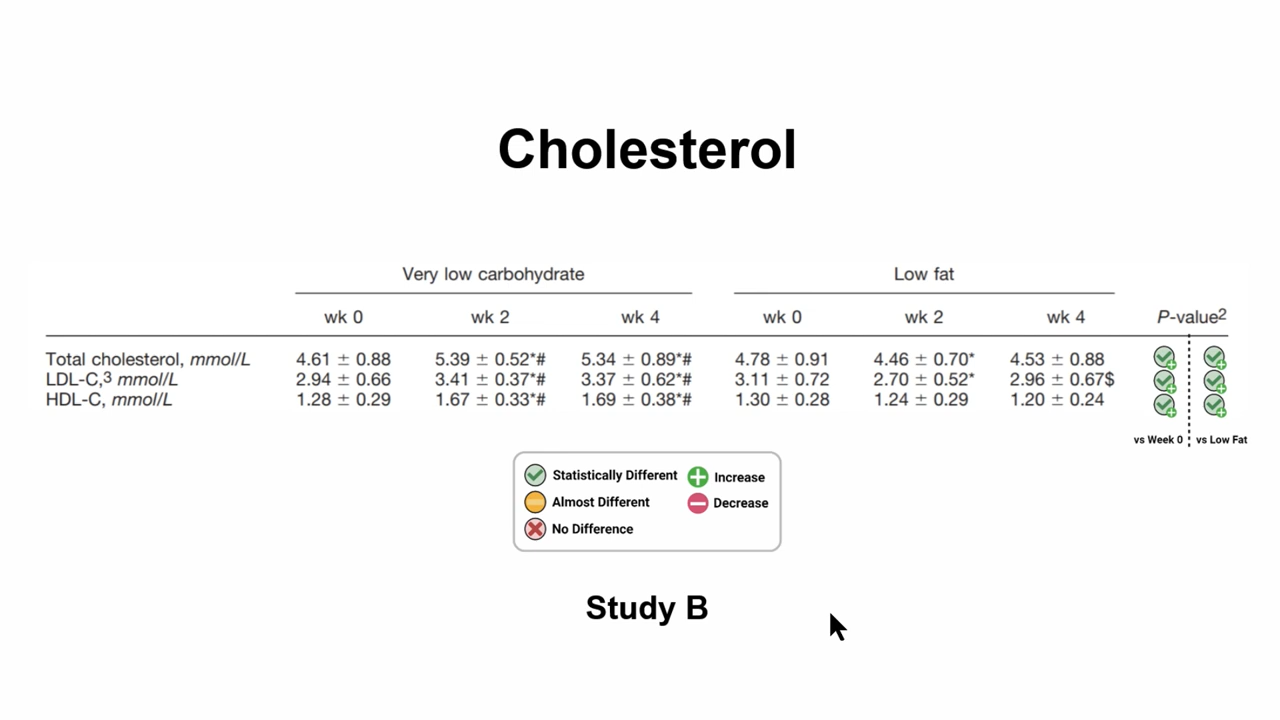 Cholesterol
Very low carbohydrate Low fat
wk 0 wk 2 wk 4 wk 0 wk 2 wk 4 P-value2
Total cholesterol, mmol/L 4.61 ± 0.88 5.39 ± 0.52*# 5.34 ± 0.89*# 4.78 ± 0.91 4.46 ± 0.70* 4.53 ± 0.88
LDL-C,3 mmol/L 2.94 ± 0.66 3.41 ± 0.37*# 3.37 ± 0.62*# 3.11 ± 0.72 2.70 ± 0.52* 2.96 ± 0.67$
HDL-C, mmol/L 1.28 ± 0.29 1.67 ± 0.33*# 1.69 ± 0.38*# 1.30 ± 0.28 1.24 ± 0.29 1.20 ± 0.24
vs Week 0 vs Low Fat
Statistically Different Increase
Almost Different Decrease
No Difference
Study B